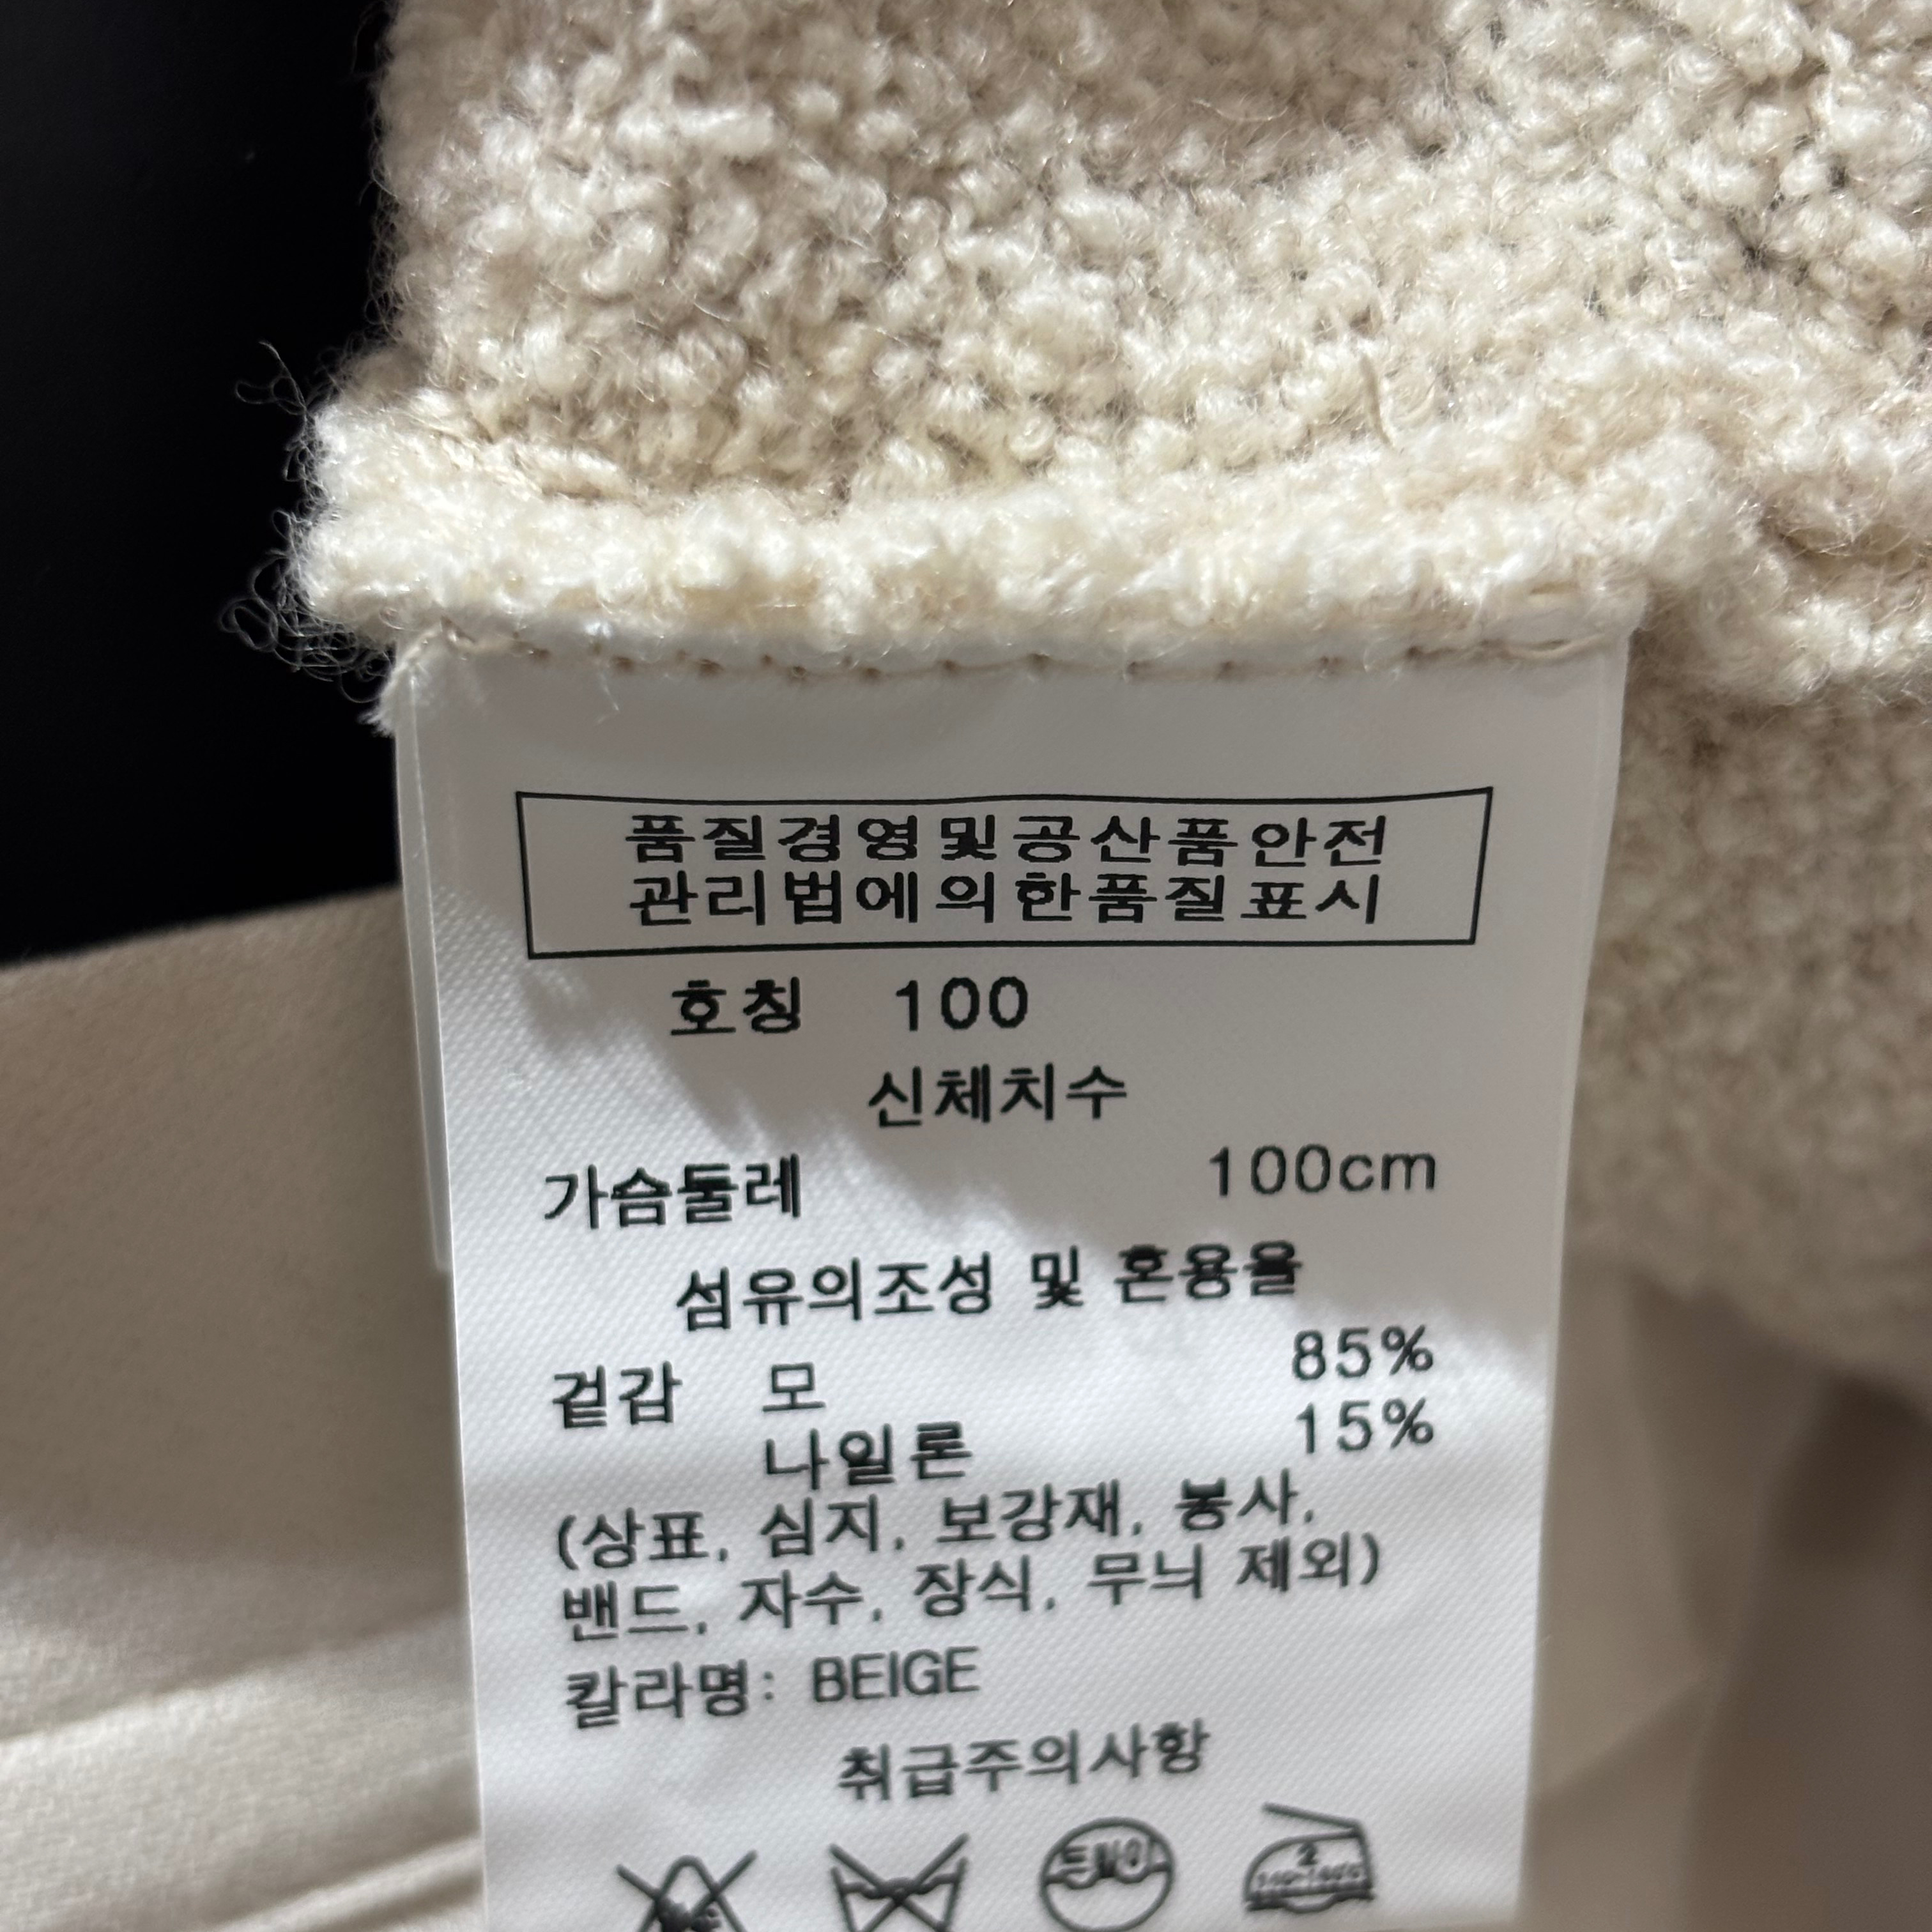 품질경영및공산품안전
관리법에의한품질표시
호칭 100
신체치수
가슴둘레 100cm
섬유의조성 및 혼용율
겉감 모 85%
나일론 15%
(상표, 심지, 보강재, 봉사,
밴드, 자수, 장식, 무늬 제외)
칼라명: BEIGE
취급주의사항
드라이
2